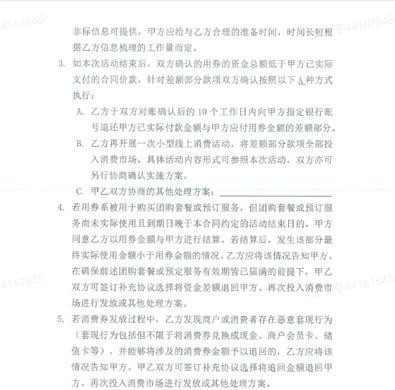 非标信息可提供，甲方应给与乙方合理的准备时间，时间长短根
据乙方信息梳理的工作量而定。
3. 如本次活动结束后，双方确认的用券的资金总额低于甲方已实际
支付的合同价款，针对差额部分款项双方确认按照以下A种方式
执行：
A. 乙方于双方对账确认后的 10 个工作日内向甲方指定银行账
号退还甲方已实际付款金额与甲方应付用券金额的差额部分。
B. 乙方再开展一次小型线上消费活动，将差额部分款项全部投
入消费市场。具体活动内容形式可参照本次活动，双方亦可
另行协商确认实施方案。
C. 甲乙双方协商的其他处理方案：
4. 若用券系被用于购买团购套餐或预订服务，但团购套餐或预订服
务尚未实际使用且到期日晚于本合同约定的活动结束日的，甲方
同意乙方以用券金额与甲方进行结算。若结算后，发生该部分最
终实际使用金额小于用券金额的情况，乙方应将该情况告知甲方。
在确保前述团购套餐或预定服务有效期皆已届满的前提下，甲乙
双方可签订补充协议选择将资金差额退回甲方、再次投入消费市
场进行发放或其他处理方案。
5. 若消费券发放过程中，乙方发现商户或消费者存在恶意套现行为
（套现行为包括但不限于将消费券兑换成现金、商户会员卡、储
值卡等），并能够将涉及的消费券金额予以追回的，乙方应将该
情况告知甲方，甲乙双方可签订补充协议选择将追回金额退回甲
方、再次投入消费市场进行发放或其他处理方案。
44167845